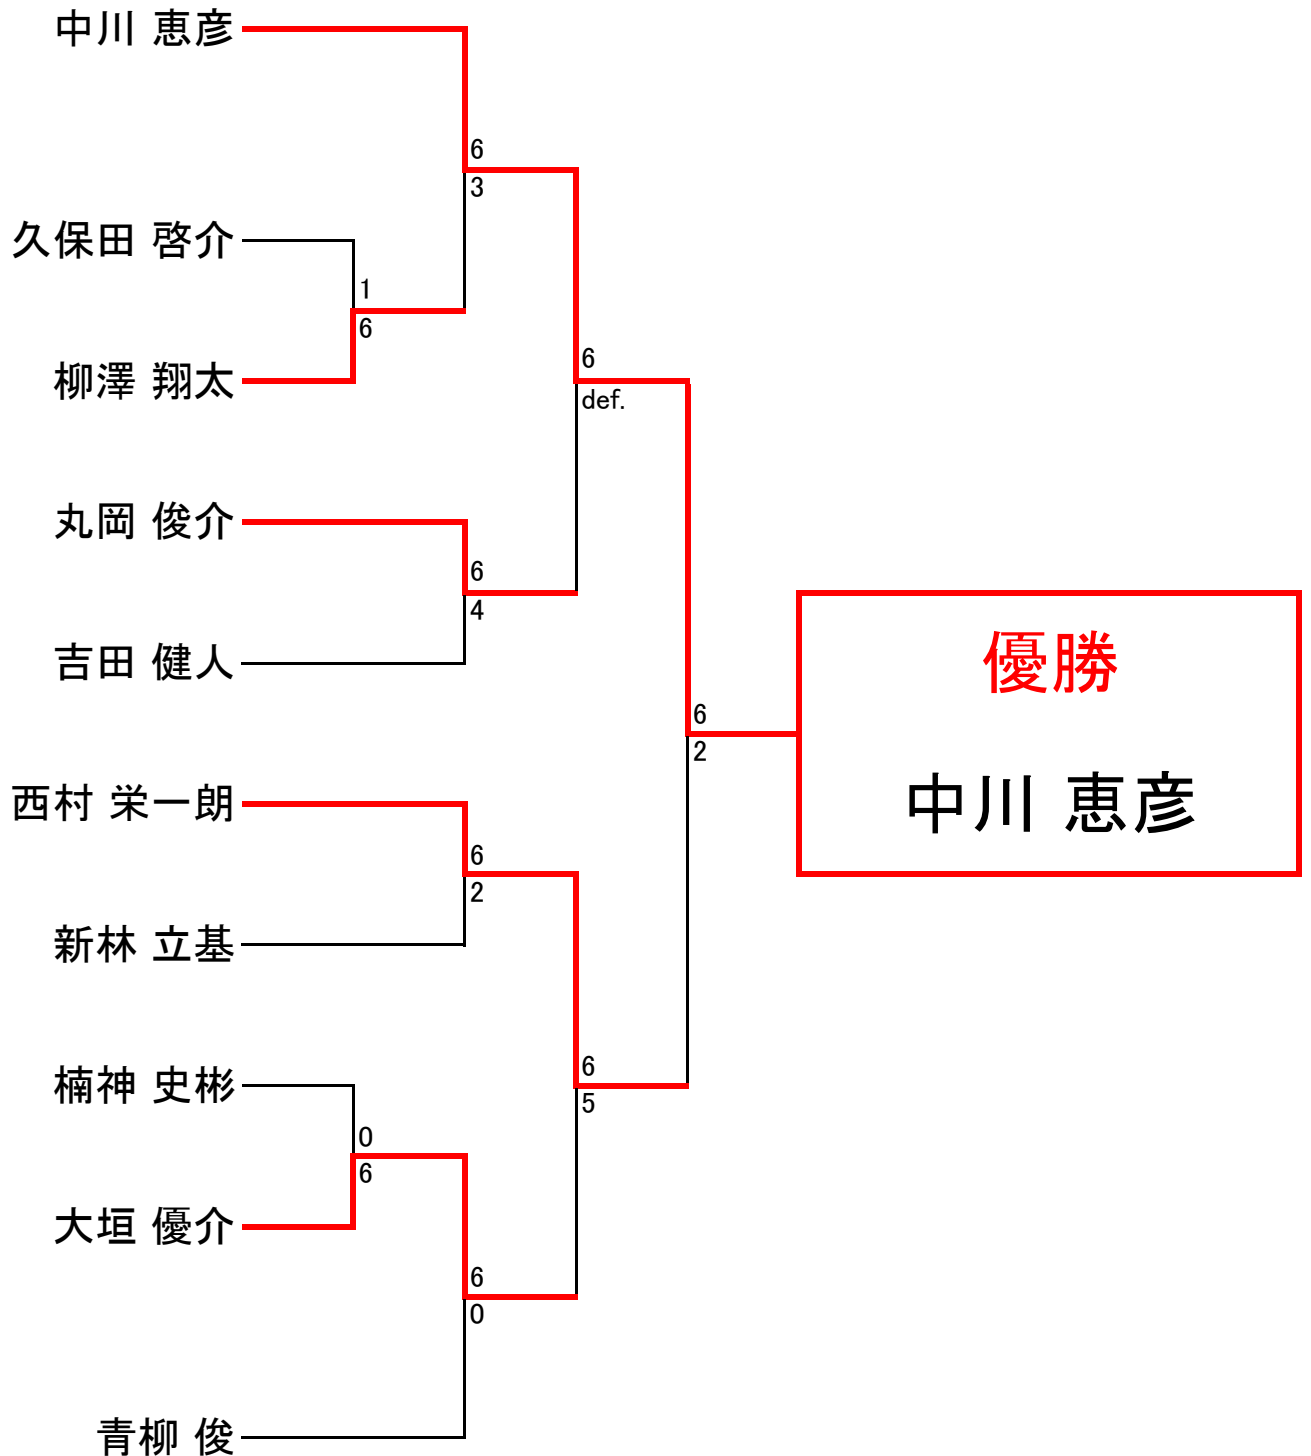 中川 恵彦
6
3
久保田 啓介
1
6
柳澤 翔太
6
def.
丸岡 俊介
6
4
吉田 健人
優勝
中川 恵彦
6
2
西村 栄一朗
6
2
新林 立基
6
5
楠神 史彬
0
6
大垣 優介
6
0
青柳 俊